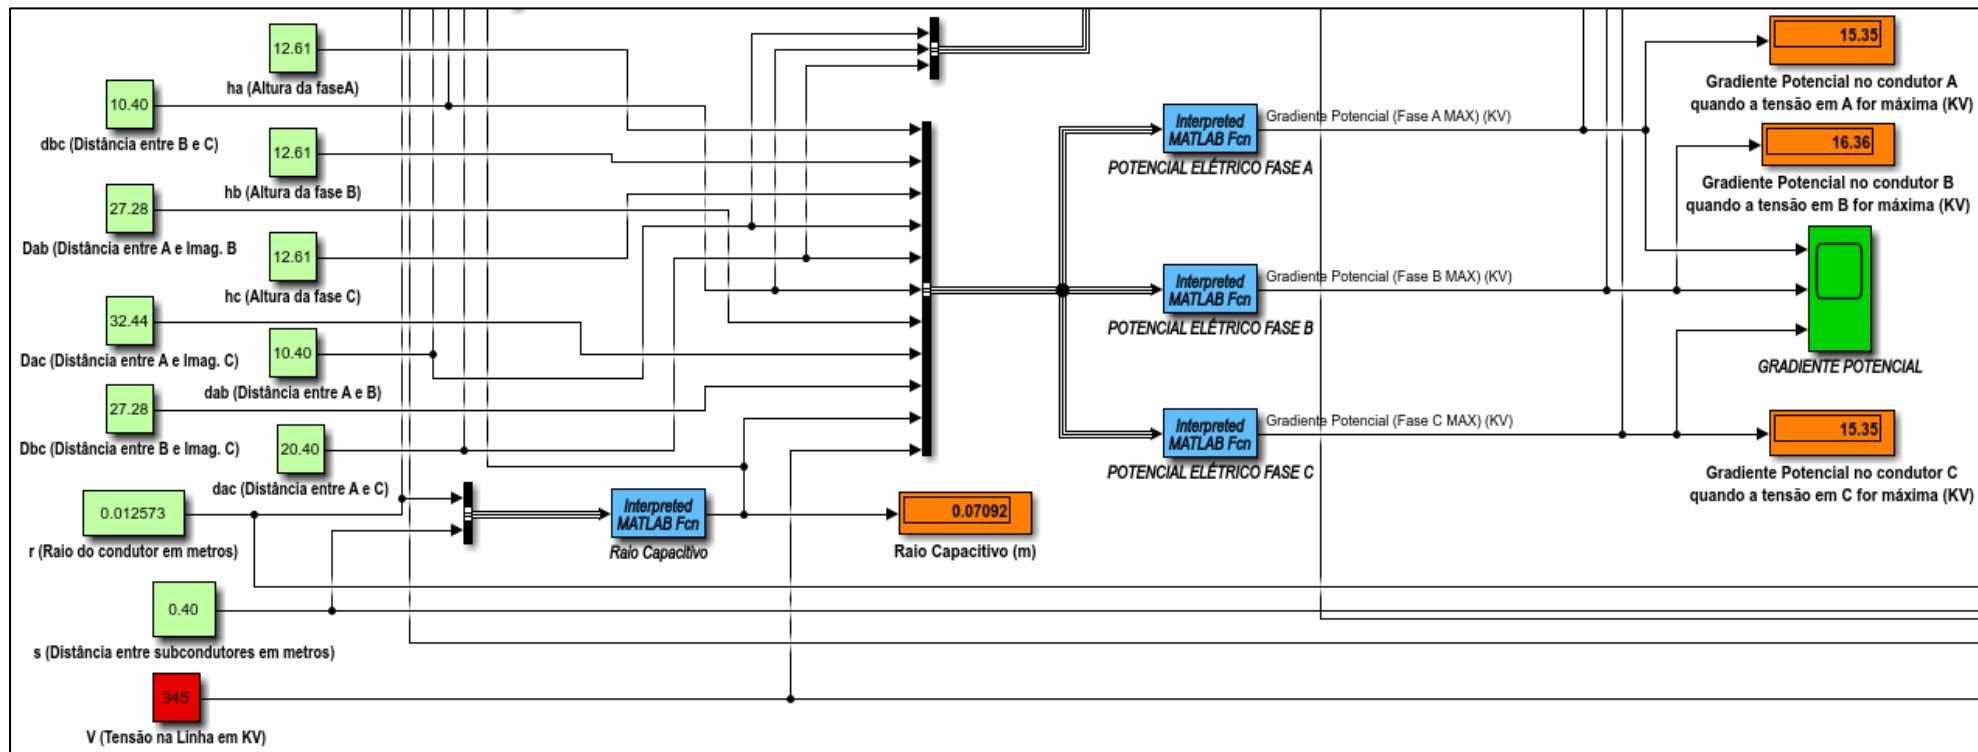 12.61
ha (Altura da faseA)
10.40
dbc (Distância entre B e C)
12.61
hb (Altura da fase B)
27.28
Dab (Distância entre A e Imag. B
12.61
hc (Altura da fase C)
32.44
Dac (Distância entre A e Imag. C)
10.40
dab (Distância entre A e B)
27.28
Dbc (Distância entre B e Imag. C)
20.40
dac (Distância entre A e C)
0.012573
r (Raio do condutor em metros)
0.40
s (Distância entre subcondutores em metros)
345
V (Tensão na Linha em KV)
Interpreted
MATLAB Fcn
Raio Capacitivo
0.07092
Raio Capacitivo (m)
Interpreted
MATLAB Fcn
POTENCIAL ELÉTRICO FASE A
Gradiente Potencial (Fase A MAX) (KV)
Interpreted
MATLAB Fcn
POTENCIAL ELÉTRICO FASE B
Gradiente Potencial (Fase B MAX) (KV)
Interpreted
MATLAB Fcn
POTENCIAL ELÉTRICO FASE C
Gradiente Potencial (Fase C MAX) (KV)
15.35
Gradiente Potencial no condutor A
quando a tensão em A for máxima (KV)
16.36
Gradiente Potencial no condutor B
quando a tensão em B for máxima (KV)
GRADIENTE POTENCIAL
15.35
Gradiente Potencial no condutor C
quando a tensão em C for máxima (KV)